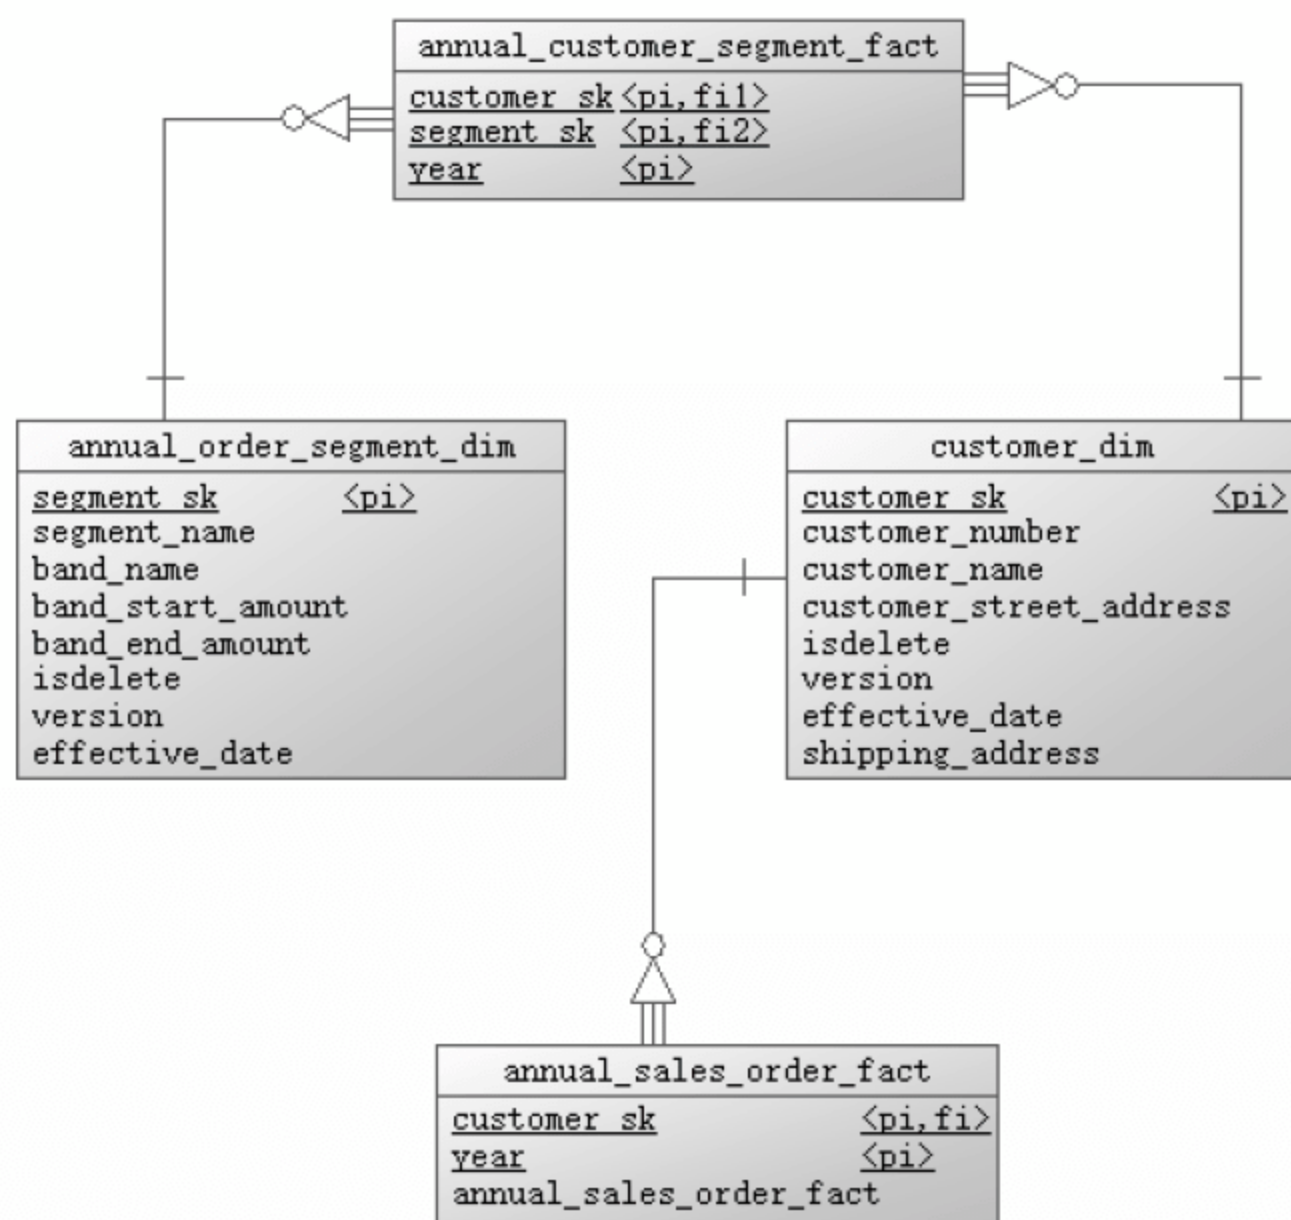 annual_customer_segment_fact
customer_sk <pi,fi1>
segment_sk <pi,fi2>
year <pi>
annual_order_segment_dim
segment_sk <pi>
segment_name
band_name
band_start_amount
band_end_amount
isdelete
version
effective_date
customer_dim
customer_sk <pi>
customer_number
customer_name
customer_street_address
isdelete
version
effective_date
shipping_address
annual_sales_order_fact
customer_sk <pi,fi>
year <pi>
annual_sales_order_fact